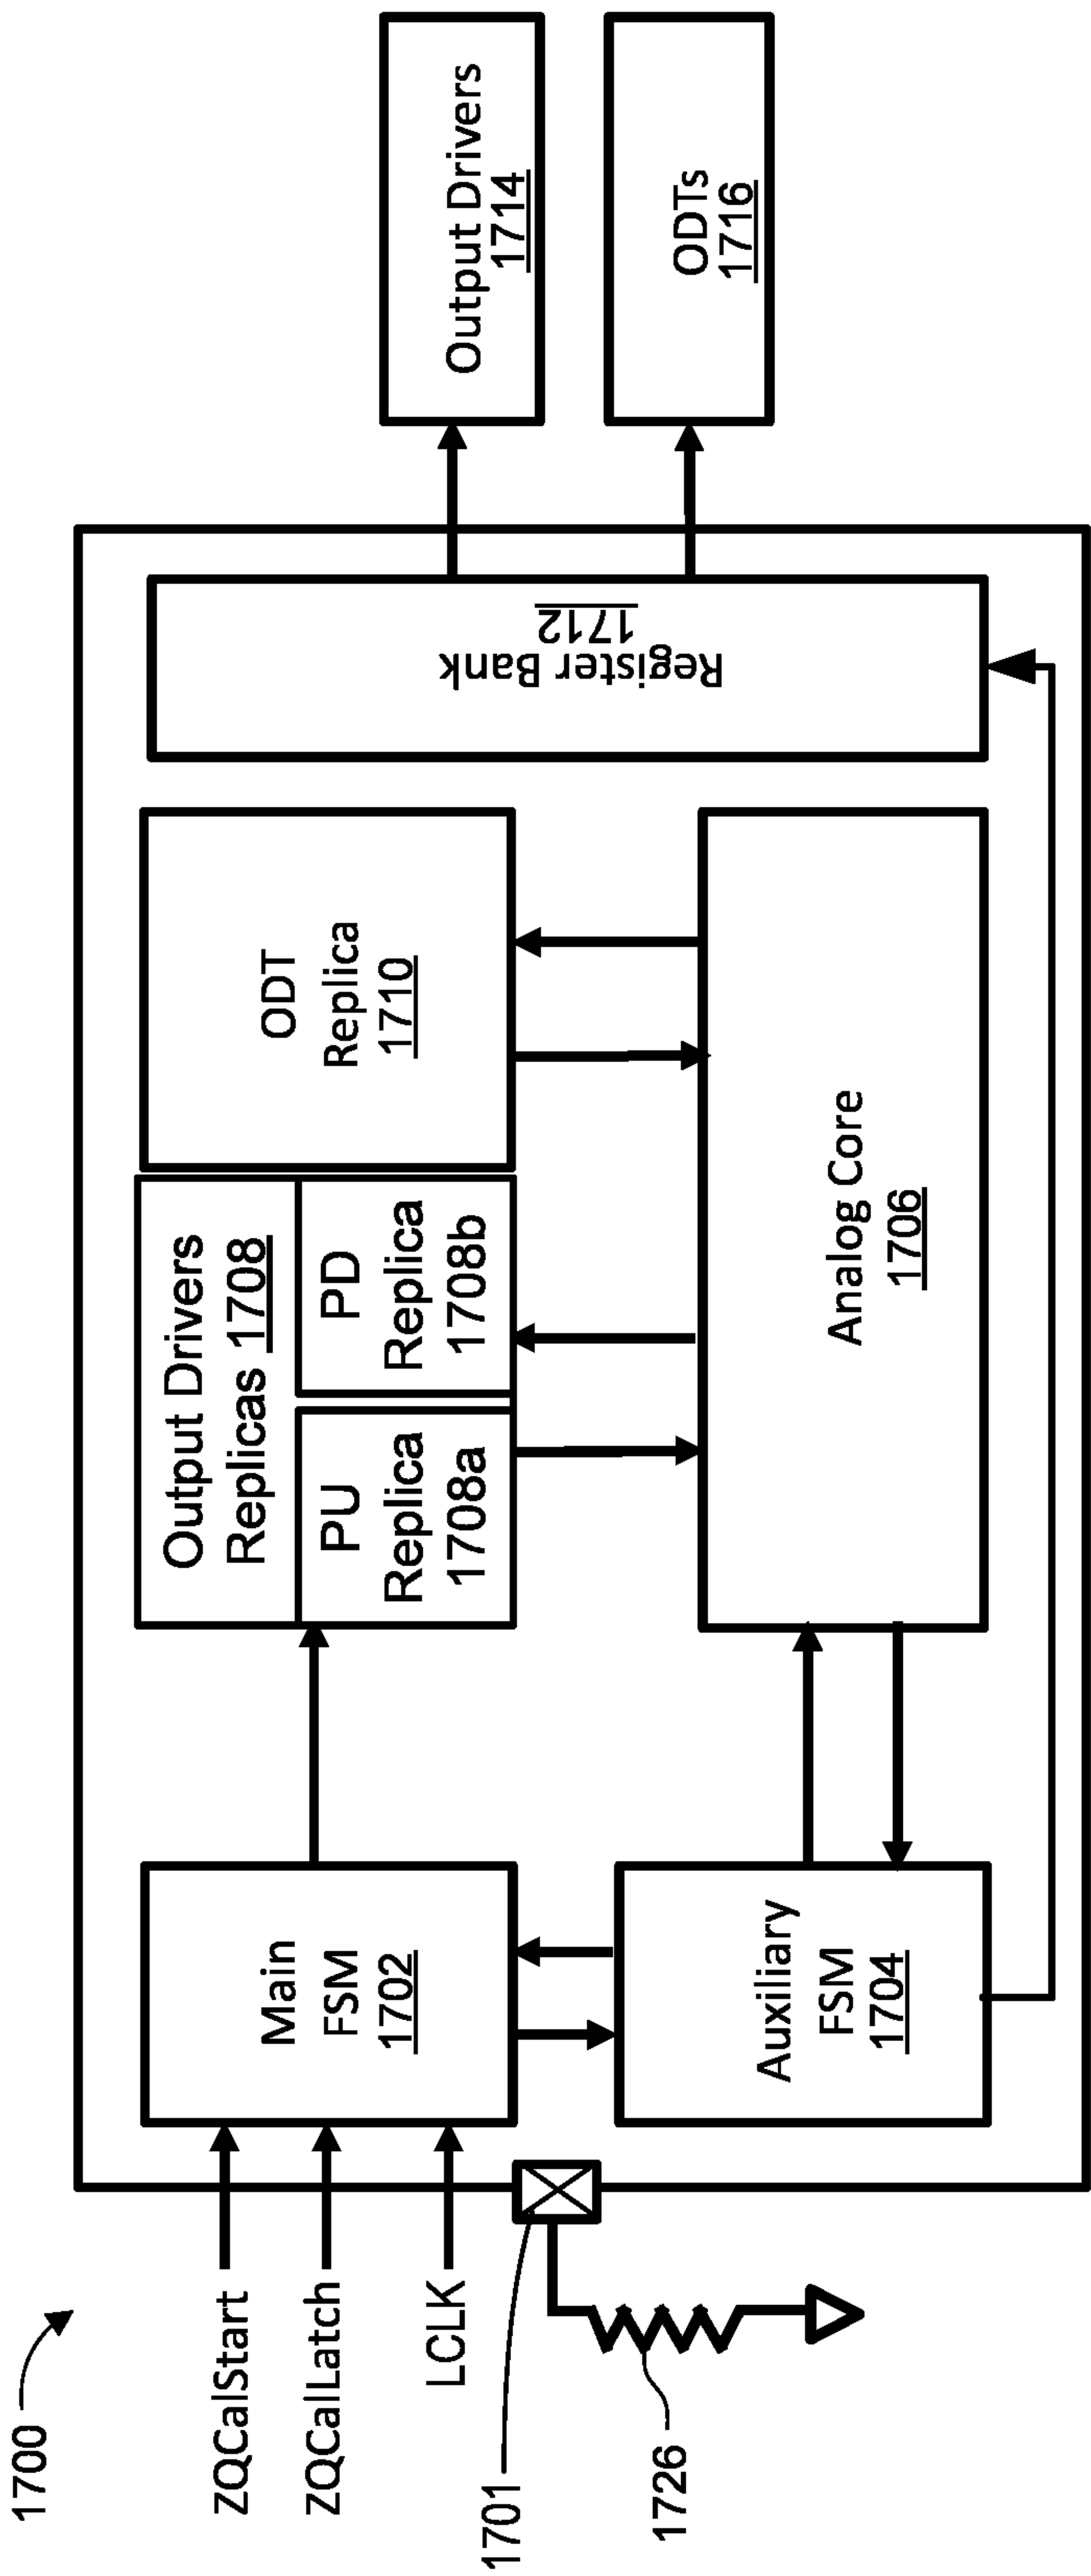 1700
ZQCalStart
ZQCalLatch
LCLK
1701
1726
Main
FSM
1702
Auxiliary
FSM
1704
Output Drivers
Replicas 1708
PU
Replica
1708a
PD
Replica
1708b
ODT
Replica
1710
Analog Core
1706
Register Bank
1712
Output Drivers
1714
ODTs
1716